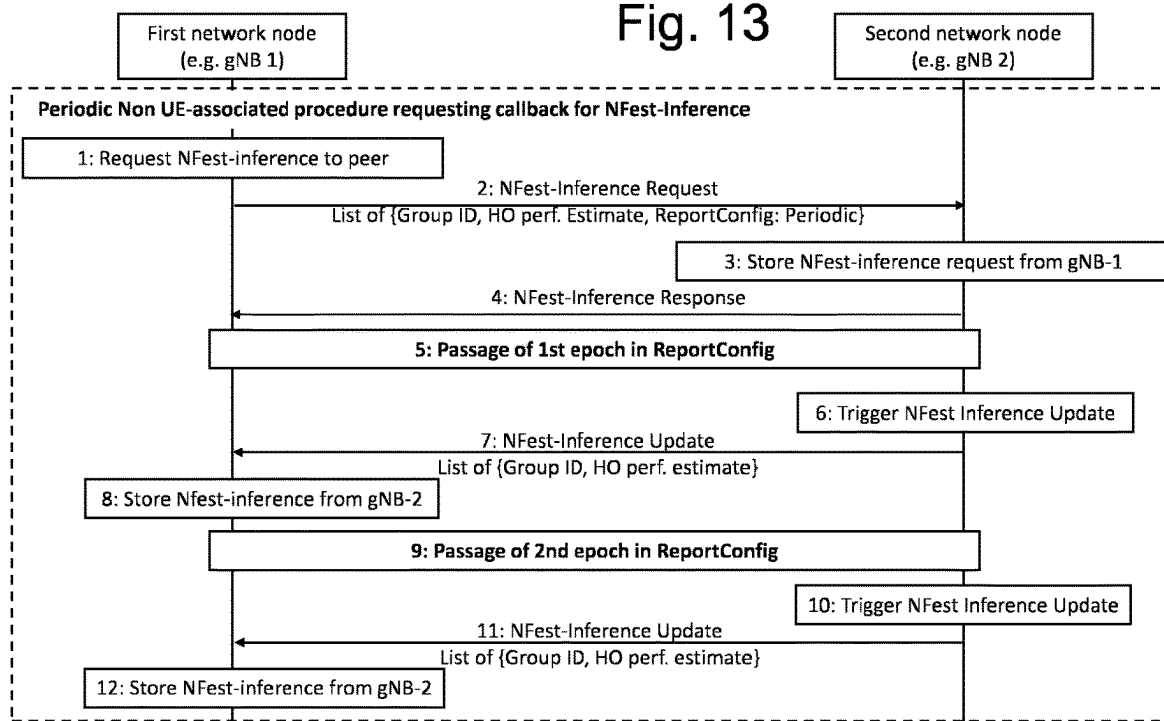 Fig. 13
First network node
(e.g. gNB 1)
Second network node
(e.g. gNB 2)
Periodic Non UE-associated procedure requesting callback for NFest-Inference
1: Request NFest-inference to peer
2: NFest-Inference Request
List of {Group ID, HO perf. Estimate, ReportConfig: Periodic}
3: Store NFest-inference request from gNB-1
4: NFest-Inference Response
5: Passage of 1st epoch in ReportConfig
6: Trigger NFest Inference Update
7: NFest-Inference Update
List of {Group ID, HO perf. estimate}
8: Store Nfest-inference from gNB-2
9: Passage of 2nd epoch in ReportConfig
10: Trigger NFest Inference Update
11: NFest-Inference Update
List of {Group ID, HO perf. estimate}
12: Store NFest-inference from gNB-2